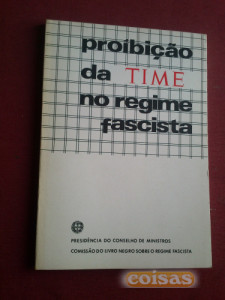 proibição
da TIME
no regime
fascista
PRESIDÊNCIA DO CONSELHO DE MINISTROS
COMISSÃO DO LIVRO NEGRO SOBRE O REGIME FASCISTA
coisas